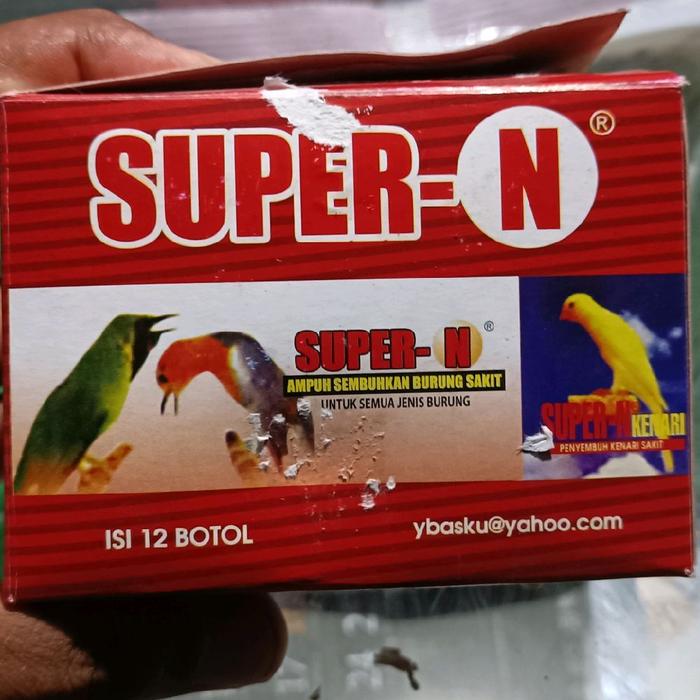 SUPER-N®
SUPER-N®
AMPUH SEMBUHKAN BURUNG SAKIT
UNTUK SEMUA JENIS BURUNG
SUPER-N KENARI
PENYEMBUH KENARI SAKIT
ISI 12 BOTOL
ybasku@yahoo.com